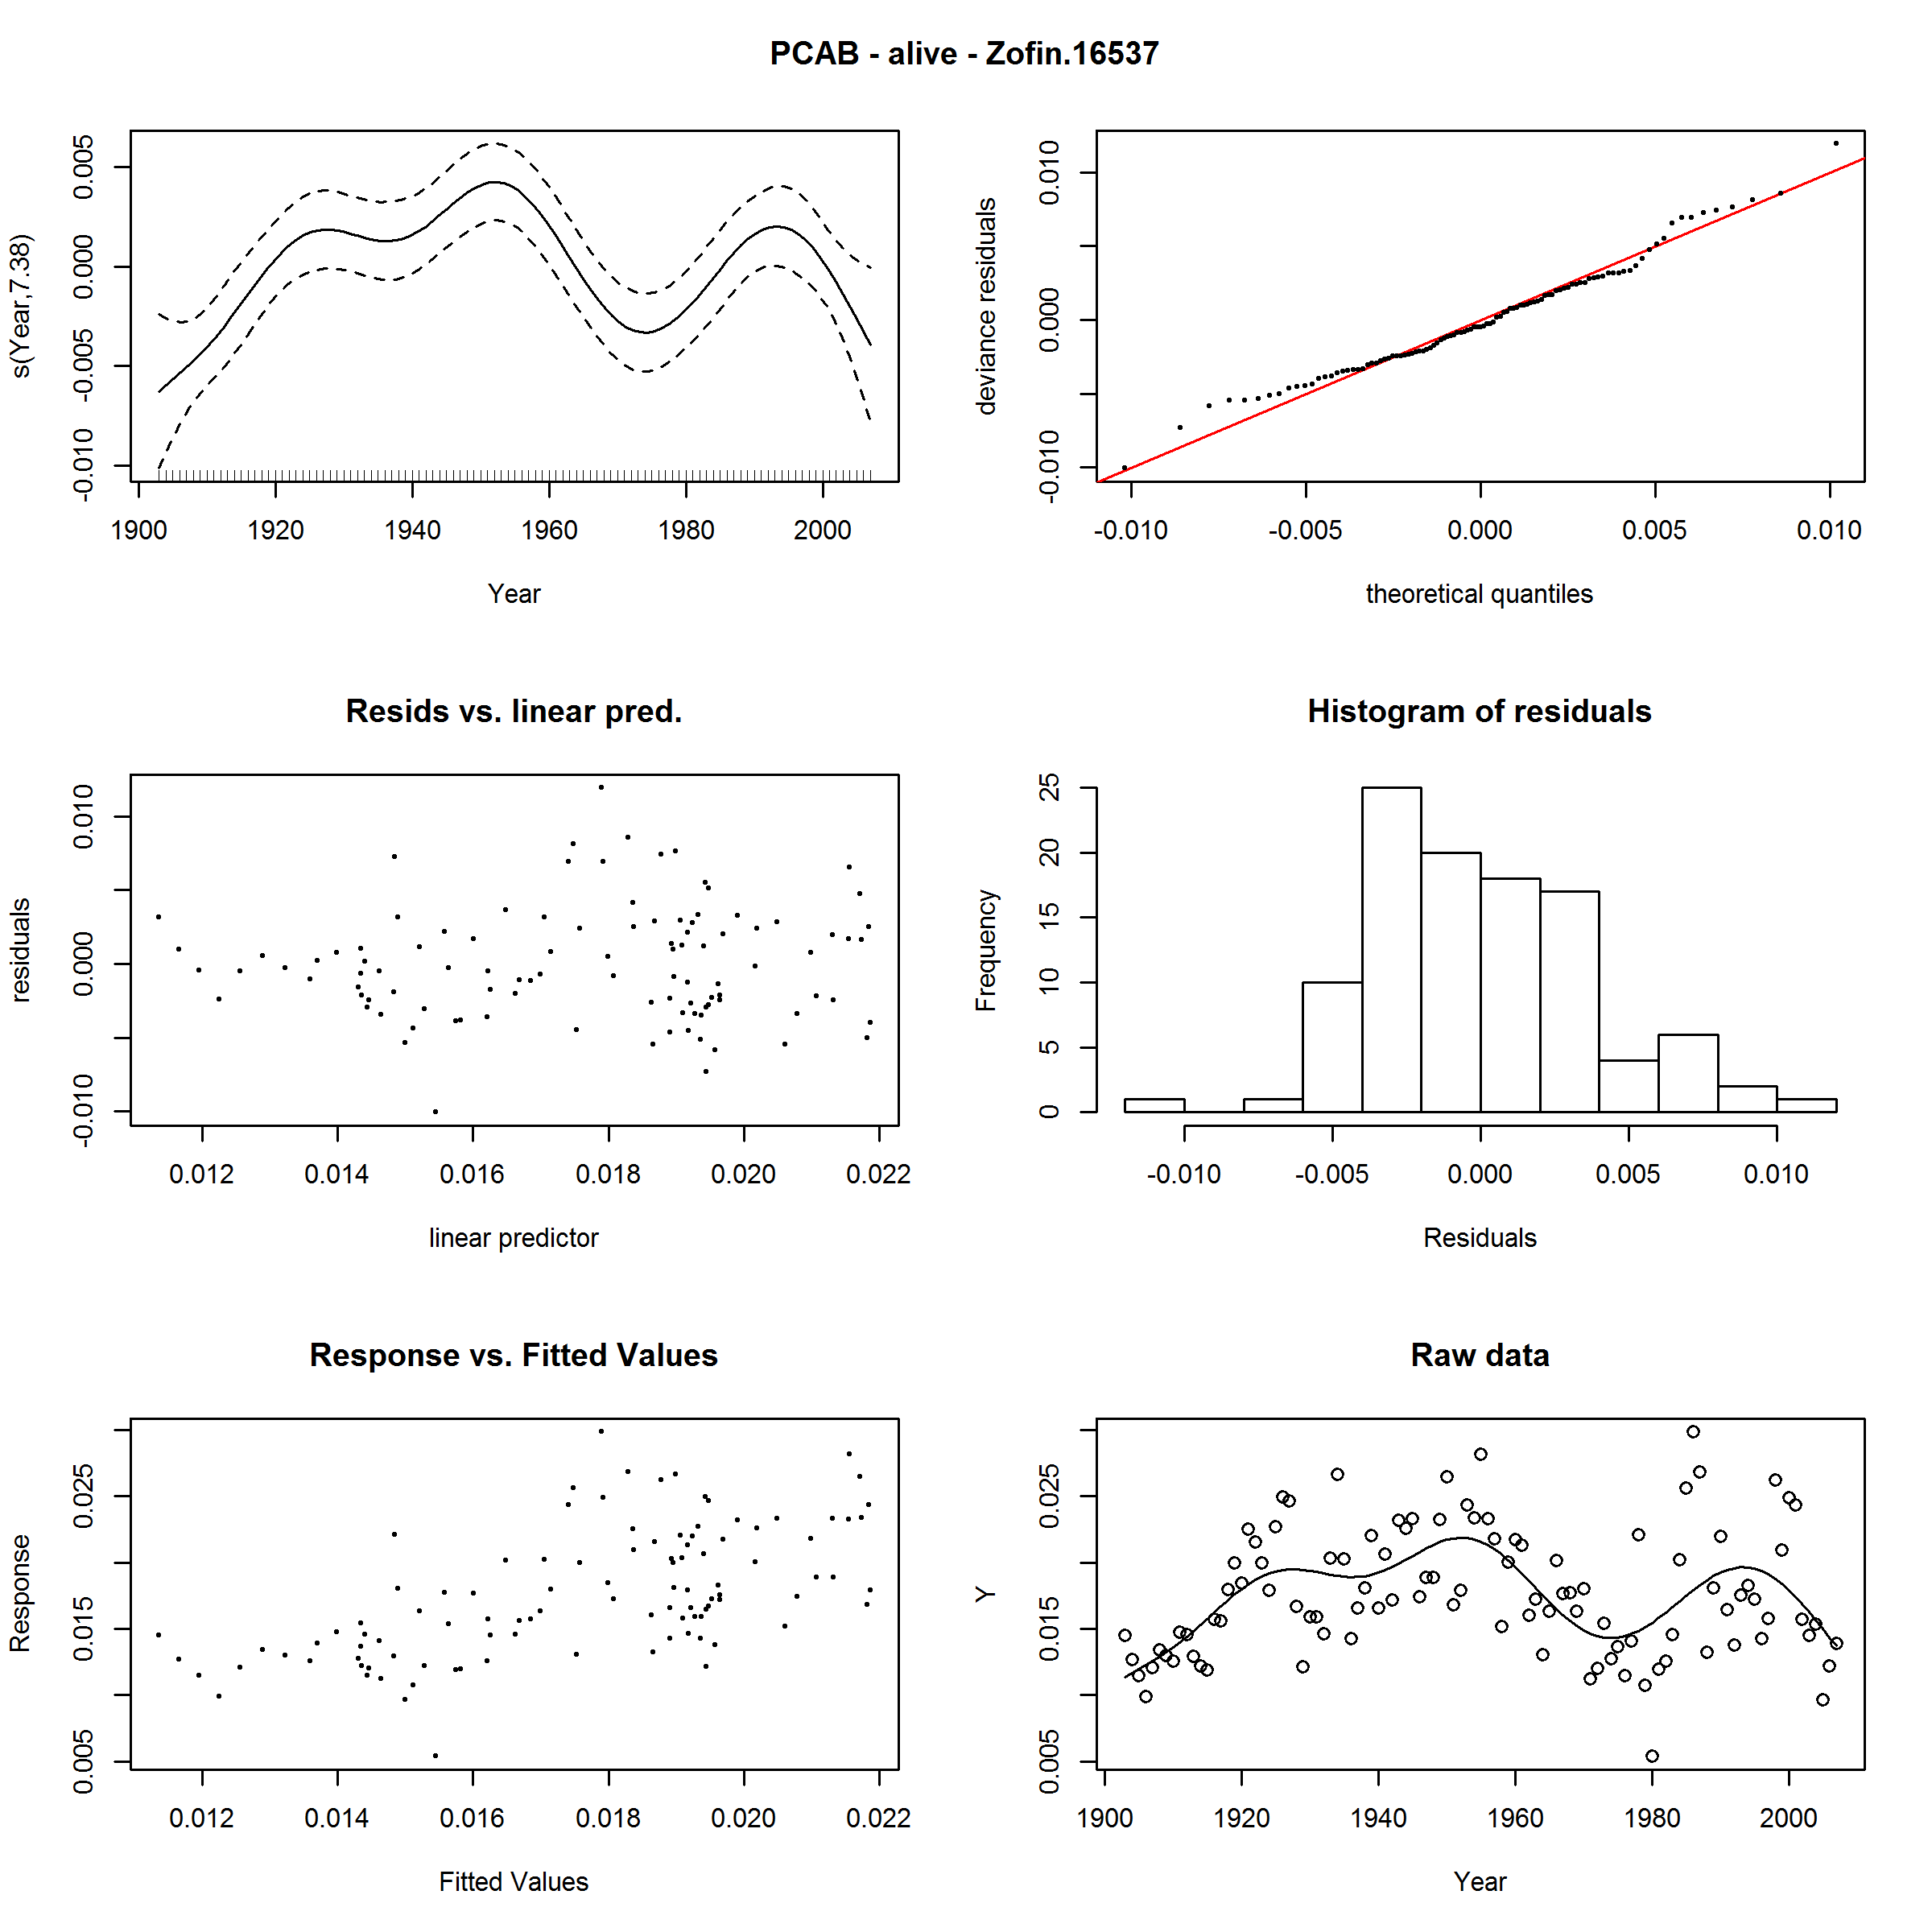 PCAB - alive - Zofin.16537
s(Year,7.38)
0.005
0.000
-0.005
-0.010
1900 1920 1940 1960 1980 2000
Year
deviance residuals
0.010
0.000
-0.010
-0.010 -0.005 0.000 0.005 0.010
theoretical quantiles
Resids vs. linear pred.
residuals
0.010
0.000
-0.010
0.012 0.014 0.016 0.018 0.020 0.022
linear predictor
Histogram of residuals
Frequency
25
20
15
10
5
0
-0.010 -0.005 0.000 0.005 0.010
Residuals
Response vs. Fitted Values
Response
0.025
0.015
0.005
0.012 0.014 0.016 0.018 0.020 0.022
Fitted Values
Raw data
Y
0.025
0.015
0.005
1900 1920 1940 1960 1980 2000
Year